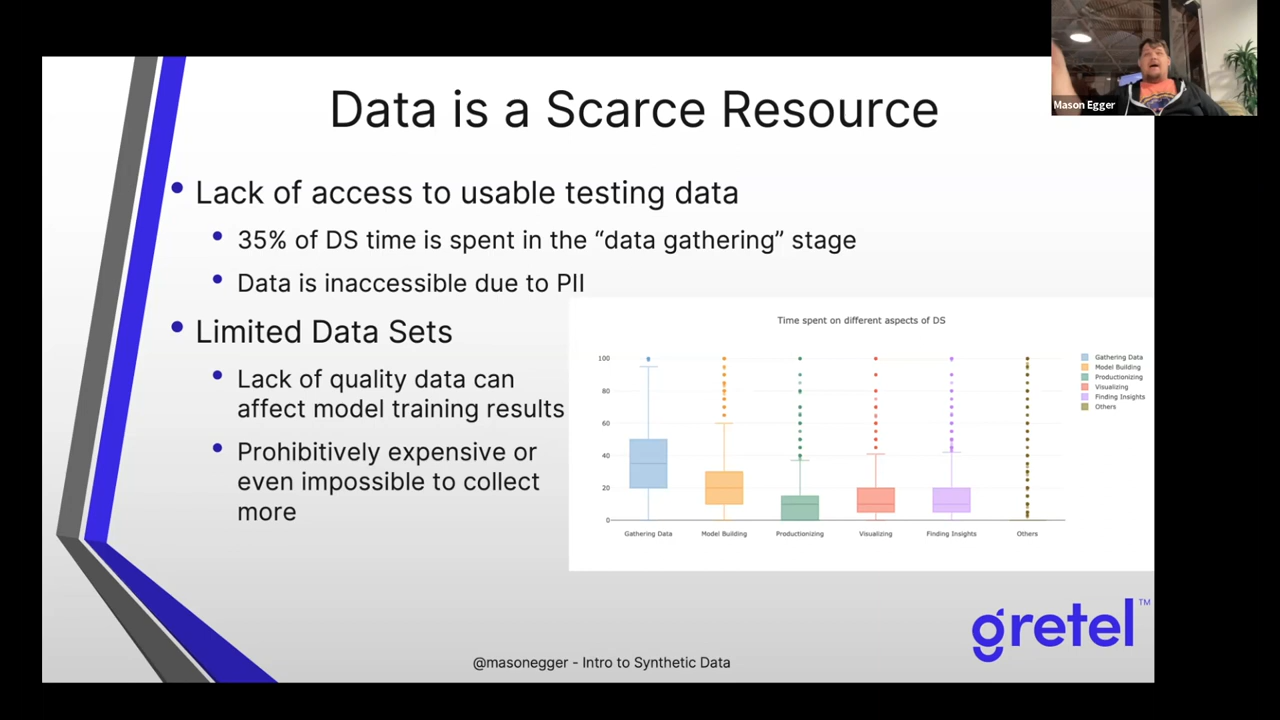 Mason Egger
Data is a Scarce Resource
Lack of access to usable testing data
35% of DS time is spent in the “data gathering” stage
Data is inaccessible due to PII
Limited Data Sets
Lack of quality data can
affect model training results
Prohibitively expensive or
even impossible to collect
more
Time spent on different aspects of DS
100
80
60
40
20
0
Gathering Data
Model Building
Productionizing
Visualizing
Finding Insights
Others
Gathering Data
Model Building
Productionizing
Visualizing
Finding Insights
Others
gretel™
@masonegger - Intro to Synthetic Data